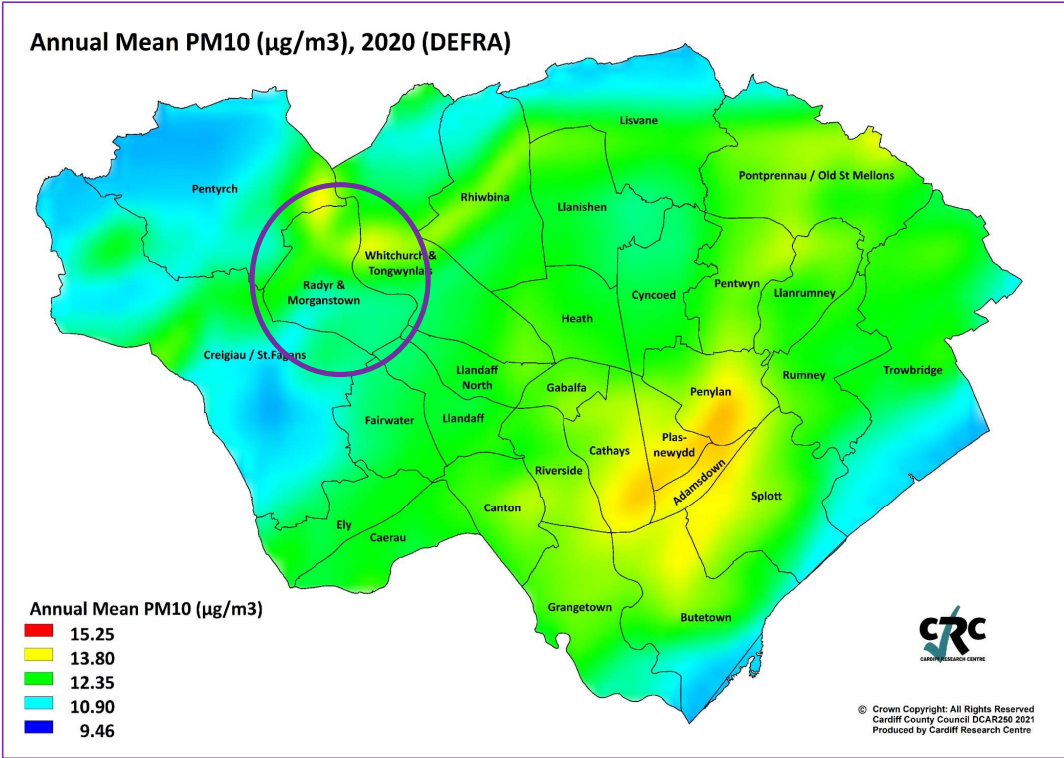 Annual Mean PM10 (µg/m3), 2020 (DEFRA)
Lisvane
Pontprennau / Old St Mellons
Pentyrch
Rhiwbina
Llanishen
Whitchurch &
Tongwynlais
Radyr &
Morganstown
Cyncoed
Pentwyn
Llanrumney
Heath
Creigiau / St.Fagans
Llandaff
North
Gabalfa
Penylan
Rumney
Trowbridge
Fairwater
Llandaff
Cathays
Plas-
newydd
Riverside
Adamsdown
Splott
Canton
Ely
Caerau
Grangetown
Butetown
Annual Mean PM10 (µg/m3)
15.25
13.80
12.35
10.90
9.46
CRC
CARDIFF RESEARCH CENTRE
© Crown Copyright: All Rights Reserved
Cardiff County Council DCAR250 2021
Produced by Cardiff Research Centre